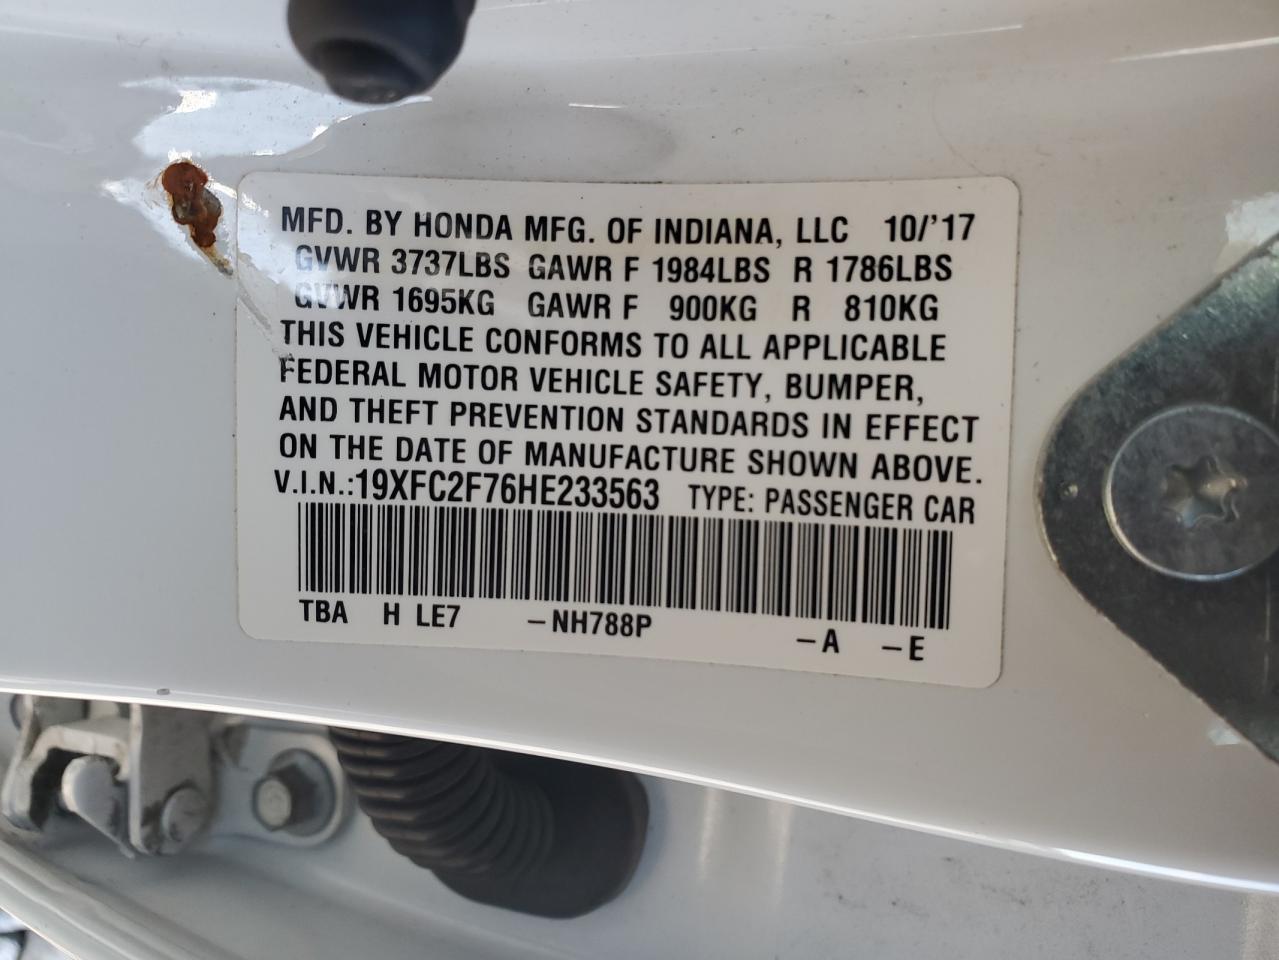 MFD. BY HONDA MFG. OF INDIANA, LLC 10/'17
GVWR 3737LBS GAWR F 1984LBS R 1786LBS
GVWR 1695KG GAWR F 900KG R 810KG
THIS VEHICLE CONFORMS TO ALL APPLICABLE
FEDERAL MOTOR VEHICLE SAFETY, BUMPER,
AND THEFT PREVENTION STANDARDS IN EFFECT
ON THE DATE OF MANUFACTURE SHOWN ABOVE.
V.I.N.:19XFC2F76HE233563 TYPE: PASSENGER CAR
TBA H LE7 –NH788P –A –E